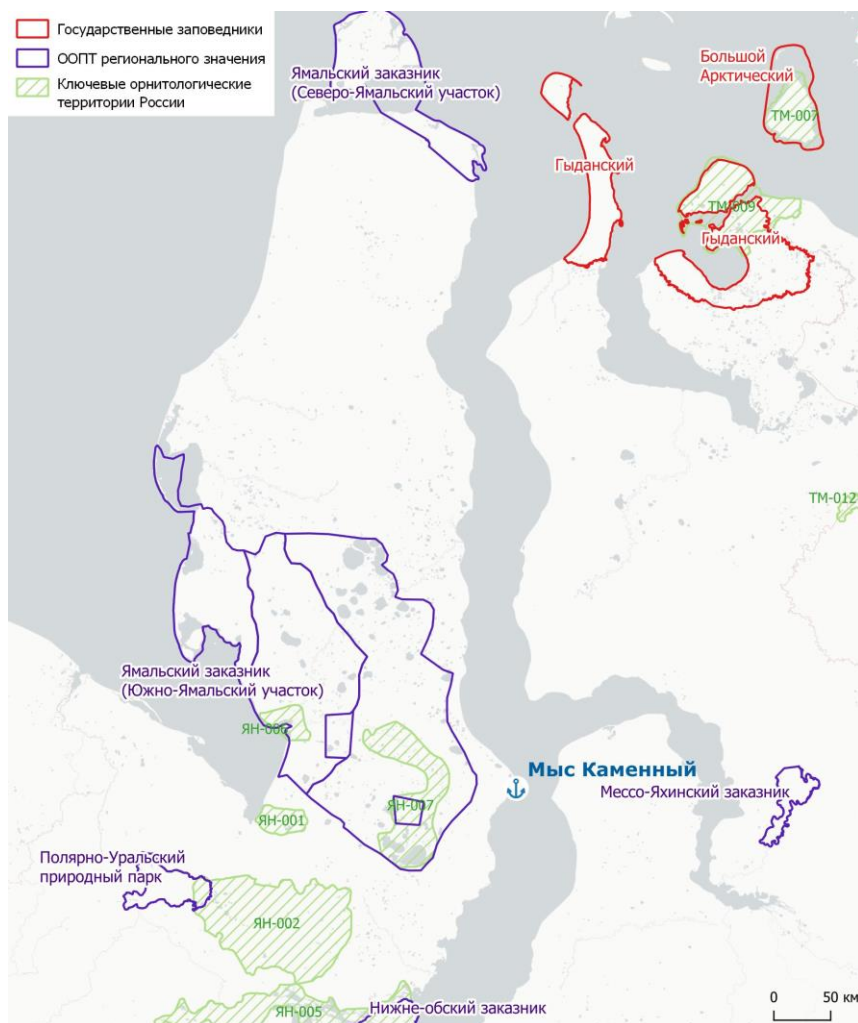 Государственные заповедники
ООПТ регионального значения
Ключевые орнитологические
территории России
Ямальский заказник
(Северо-Ямальский участок)
Большой
Арктический
ТМ-007
Гыданский
ТМ-009
Гыданский
ТМ-012
Ямальский заказник
(Южно-Ямальский участок)
ЯН-006
Мыс Каменный
Мессо-Яхинский заказник
ЯН-007
ЯН-001
Полярно-Уральский
природный парк
ЯН-002
ЯН-005
Нижне-обский заказник
0 50 км